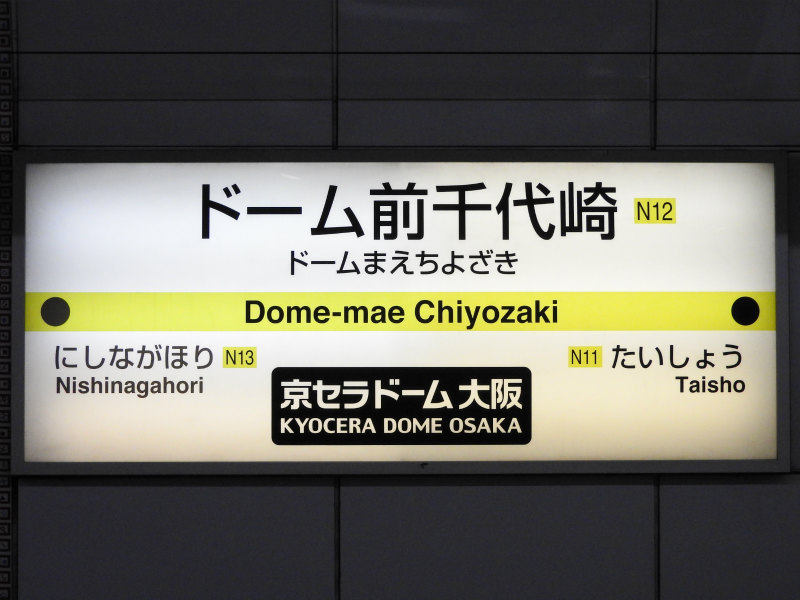 ドーム前千代崎 N12
ドームまえちよざき
Dome-mae Chiyozaki
にしながほり N13
Nishinagahori
N11 たいしょう
Taisho
京セラドーム大阪
KYOCERA DOME OSAKA